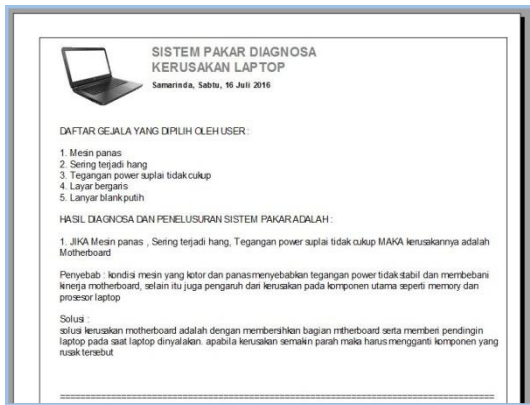 SISTEM PAKAR DIAGNOSA
KERUSAKAN LAPTOP
Samarinda, Sabtu, 16 Juli 2016
DAFTAR GEJALA YANG DIPILIH OLEH USER :
1. Mesin panas
2. Sering terjadi hang
3. Tegangan power suplai tidak cukup
4. Layar bergaris
5. Lanyar blank putih
HASIL DIAGNOSA DAN PENELUSURAN SISTEM PAKAR ADALAH :
1. JIKA Mesin panas , Sering terjadi hang, Tegangan power suplai tidak cukup MAKA kerusakannya adalah
Motherboard
Penyebab : kondisi mesin yang kotor dan panas menyebabkan tegangan power tidak stabil dan membebani
kinerja motherboard, selain itu juga pengaruh dari kerusakan pada komponen utama seperti memory dan
prosesor laptop
Solusi :
solusi kerusakan motherboard adalah dengan membersihkan bagian mtherboard serta memberi pendingin
laptop pada saat laptop dinyalakan. apabila kerusakan semakin parah maka harus mengganti komponen yang
rusak tersebut